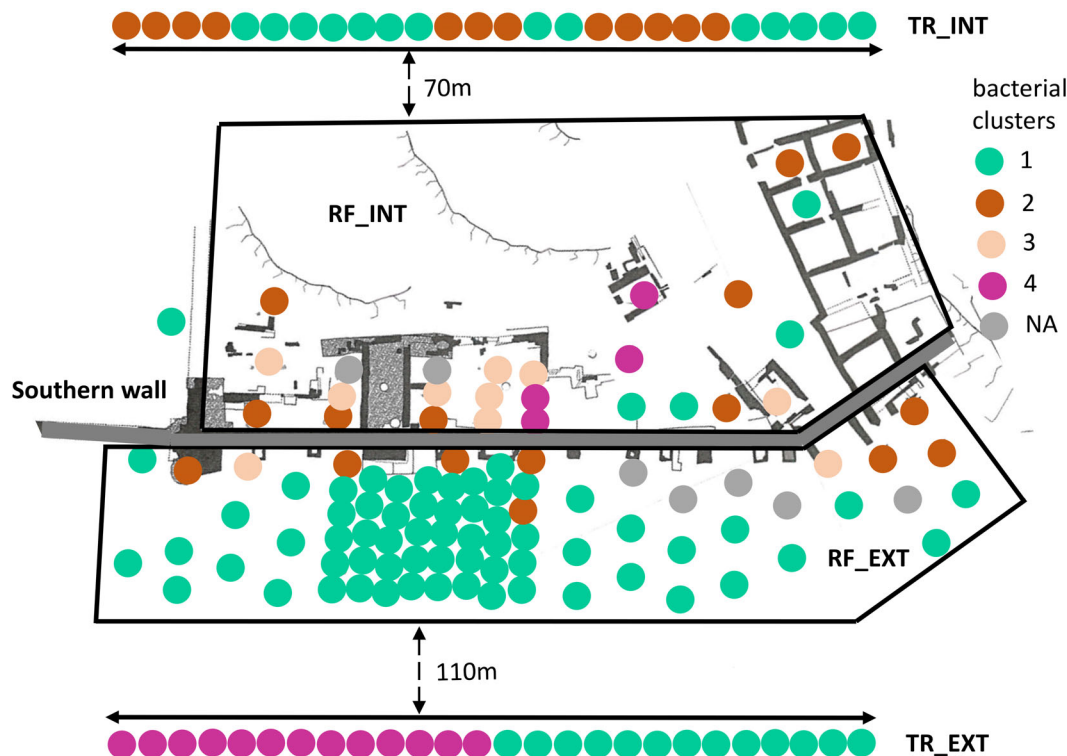 TR_INT
70m
bacterial
clusters
1
2
3
4
NA
RF_INT
Southern wall
RF_EXT
110m
TR_EXT